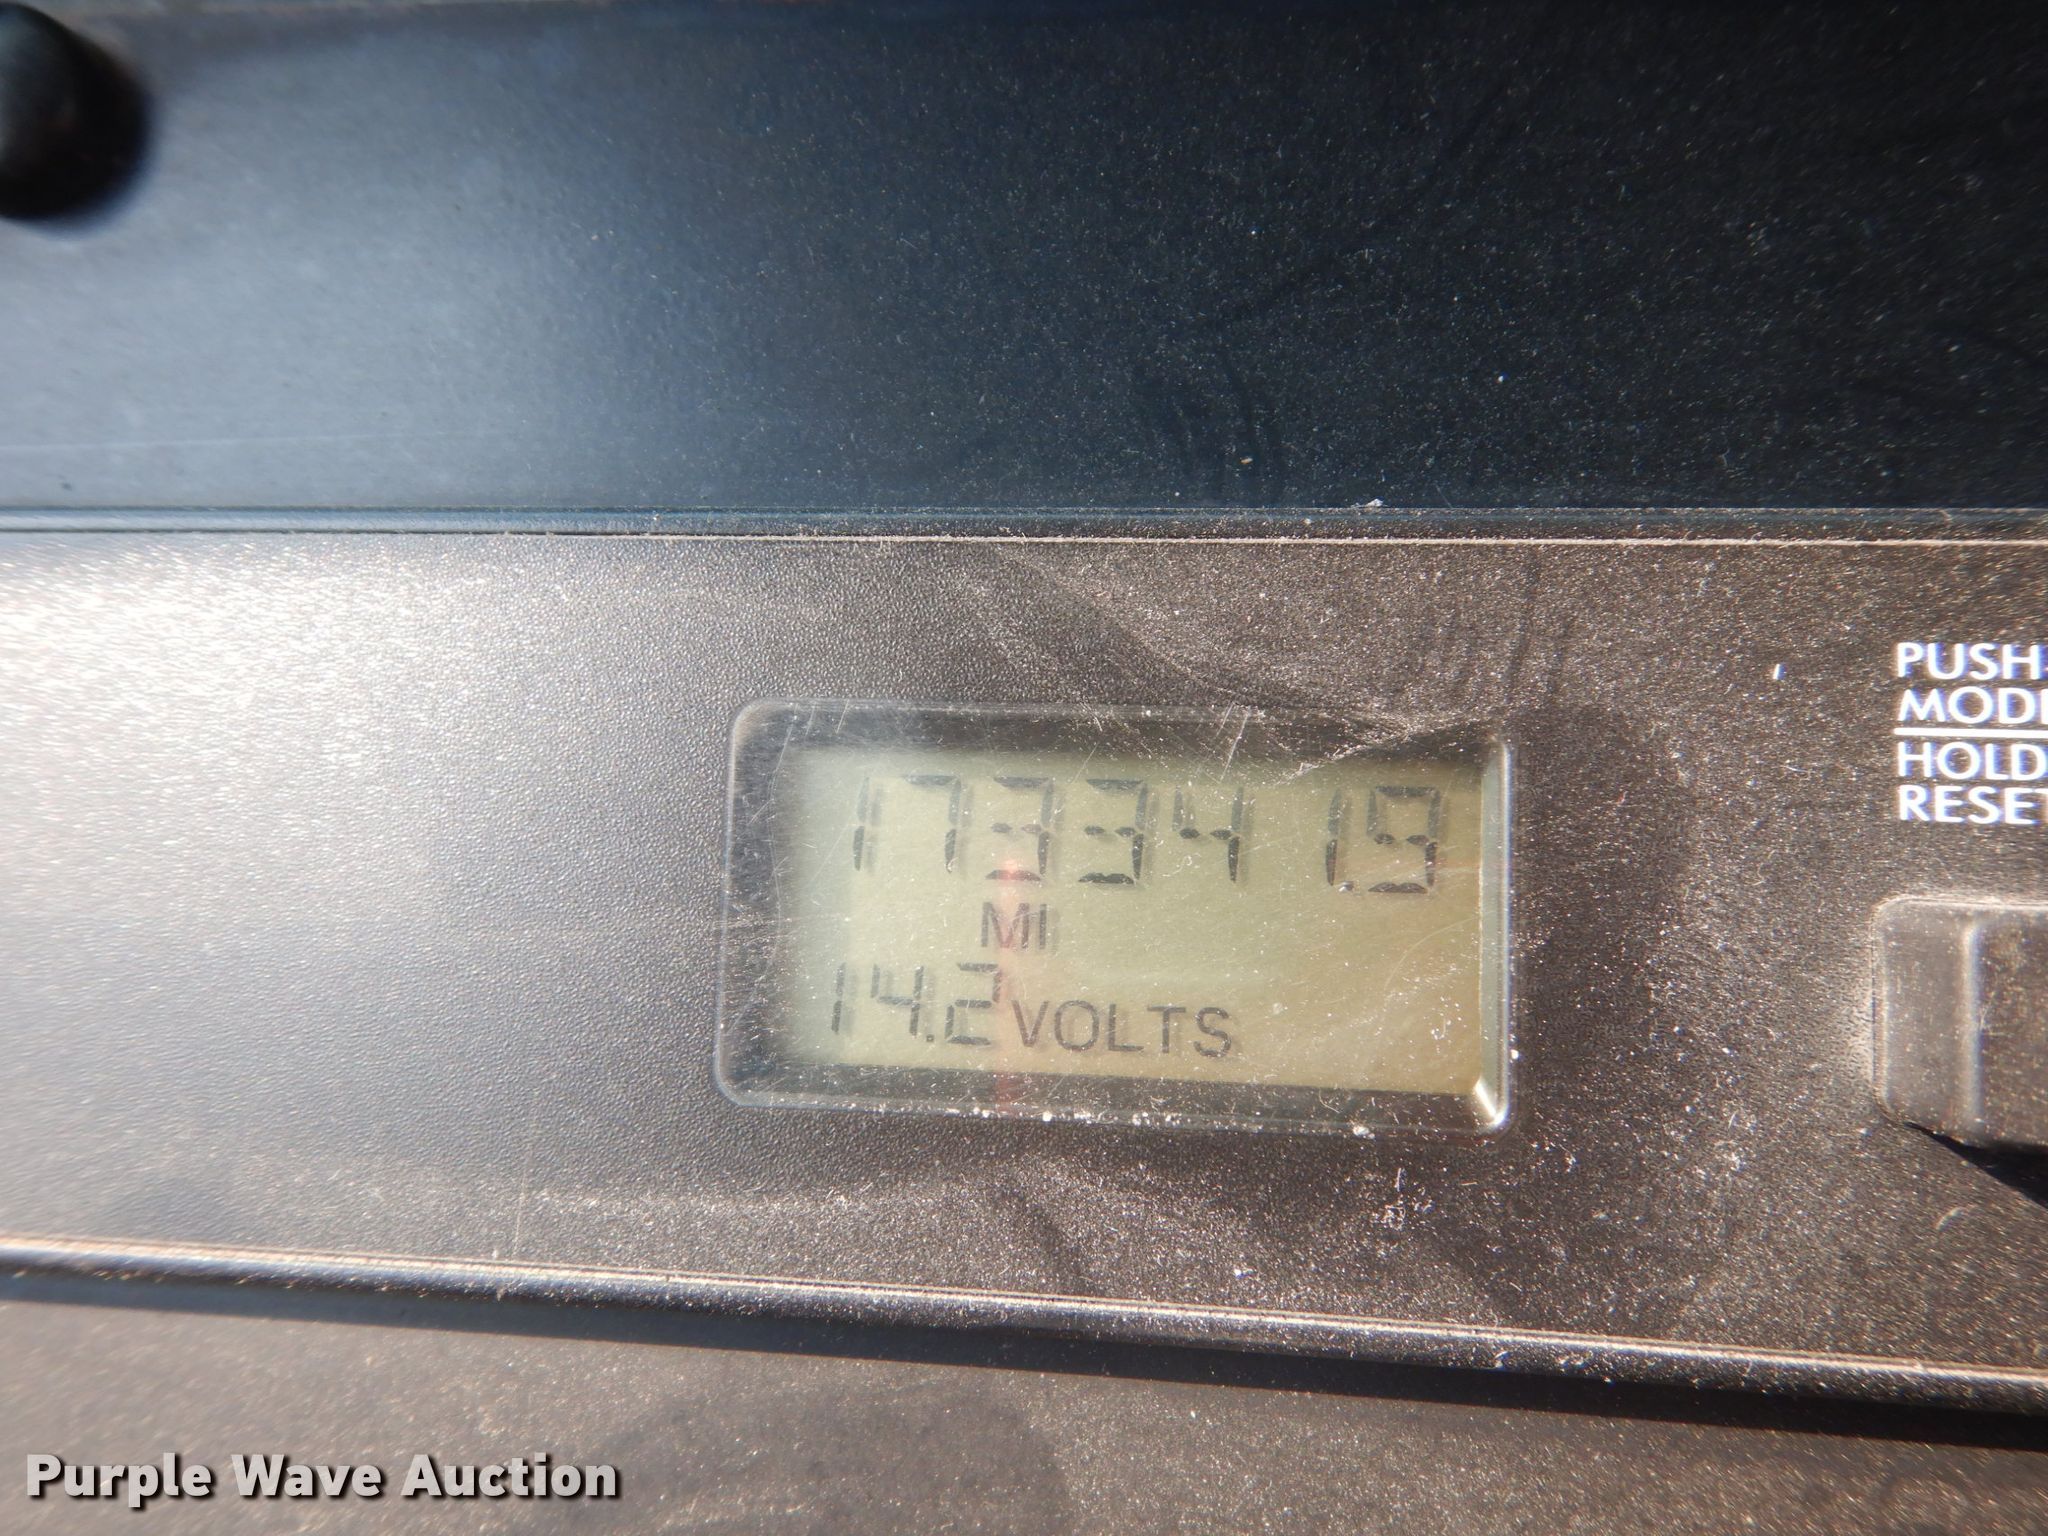 173341.9
MI
14.2 VOLTS
PUSH-
MOD
HOLD
RESET
Purple Wave Auction